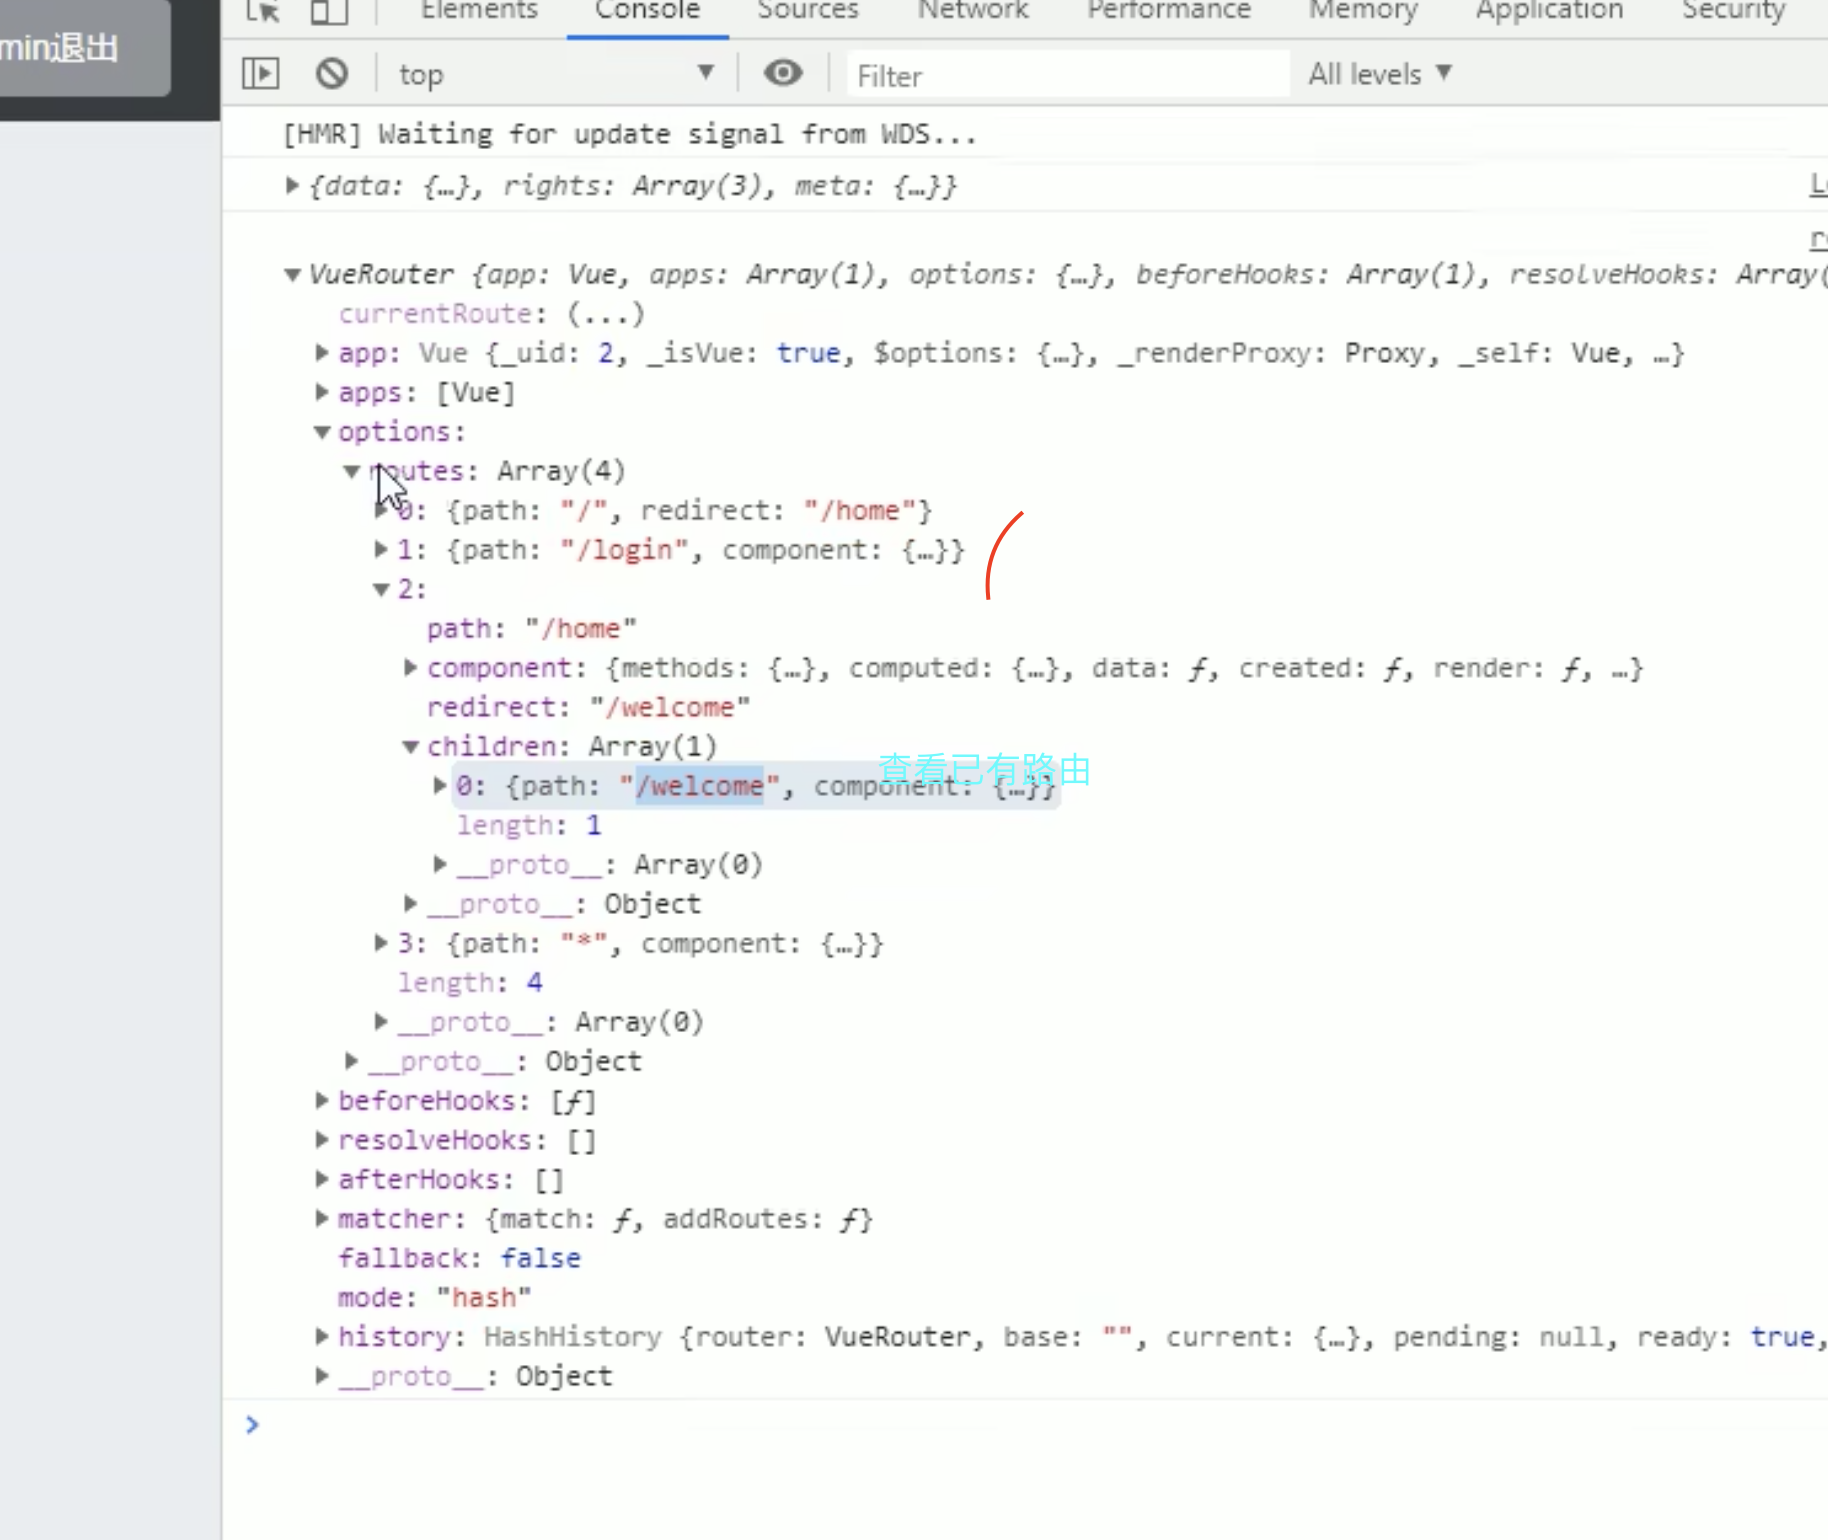 Elements Console Sources Network Performance Memory Application Security
min退出
top Filter All levels
[HMR] Waiting for update signal from WDS...
{data: {…}, rights: Array(3), meta: {…}}
VueRouter {app: Vue, apps: Array(1), options: {…}, beforeHooks: Array(1), resolveHooks: Array(
currentRoute: (...)
app: Vue {_uid: 2, _isVue: true, $options: {…}, _renderProxy: Proxy, _self: Vue, …}
apps: [Vue]
options:
routes: Array(4)
0: {path: "/", redirect: "/home"}
1: {path: "/login", component: {…}}
2:
path: "/home"
component: {methods: {…}, computed: {…}, data: ƒ, created: ƒ, render: ƒ, …}
redirect: "/welcome"
children: Array(1)
查看已有路由
0: {path: "/welcome", component: {…}}
length: 1
__proto__: Array(0)
__proto__: Object
3: {path: "*", component: {…}}
length: 4
__proto__: Array(0)
__proto__: Object
beforeHooks: [ƒ]
resolveHooks: []
afterHooks: []
matcher: {match: ƒ, addRoutes: ƒ}
fallback: false
mode: "hash"
history: HashHistory {router: VueRouter, base: "", current: {…}, pending: null, ready: true,
__proto__: Object